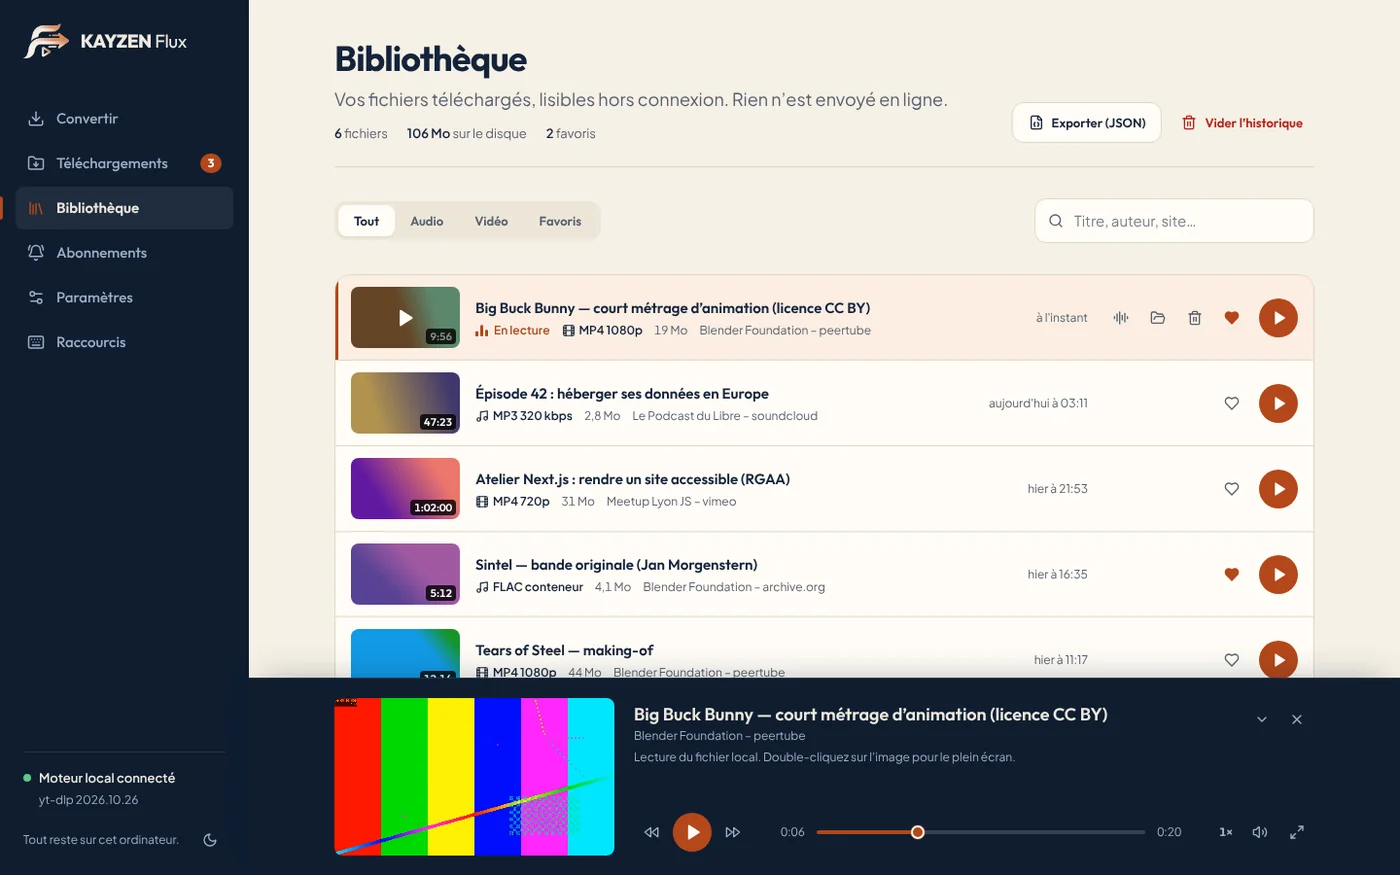 KAYZEN Flux
Convertir
Téléchargements 3
Bibliothèque
Abonnements
Paramètres
Raccourcis
Moteur local connecté
yt-dlp 2026.10.26
Tout reste sur cet ordinateur.
Bibliothèque
Vos fichiers téléchargés, lisibles hors connexion. Rien n'est envoyé en ligne.
6 fichiers 106 Mo sur le disque 2 favoris
Exporter (JSON) Vider l'historique
Tout Audio Vidéo Favoris
Titre, auteur, site...
9:56
Big Buck Bunny — court métrage d'animation (licence CC BY)
En lecture MP4 1080p 19 Mo Blender Foundation – peertube
à l'instant
47:23
Épisode 42 : héberger ses données en Europe
MP3 320 kbps 2,8 Mo Le Podcast du Libre – soundcloud
aujourd'hui à 03:11
1:02:00
Atelier Next.js : rendre un site accessible (RGAA)
MP4 720p 31 Mo Meetup Lyon JS – vimeo
hier à 21:53
5:12
Sintel — bande originale (Jan Morgenstern)
FLAC conteneur 4,1 Mo Blender Foundation – archive.org
hier à 16:35
Tears of Steel — making-of
MP4 1080p 44 Mo Blender Foundation – peertube
hier à 11:17
Big Buck Bunny — court métrage d'animation (licence CC BY)
Blender Foundation – peertube
Lecture du fichier local. Double-cliquez sur l'image pour le plein écran.
0:06 0:20 1×